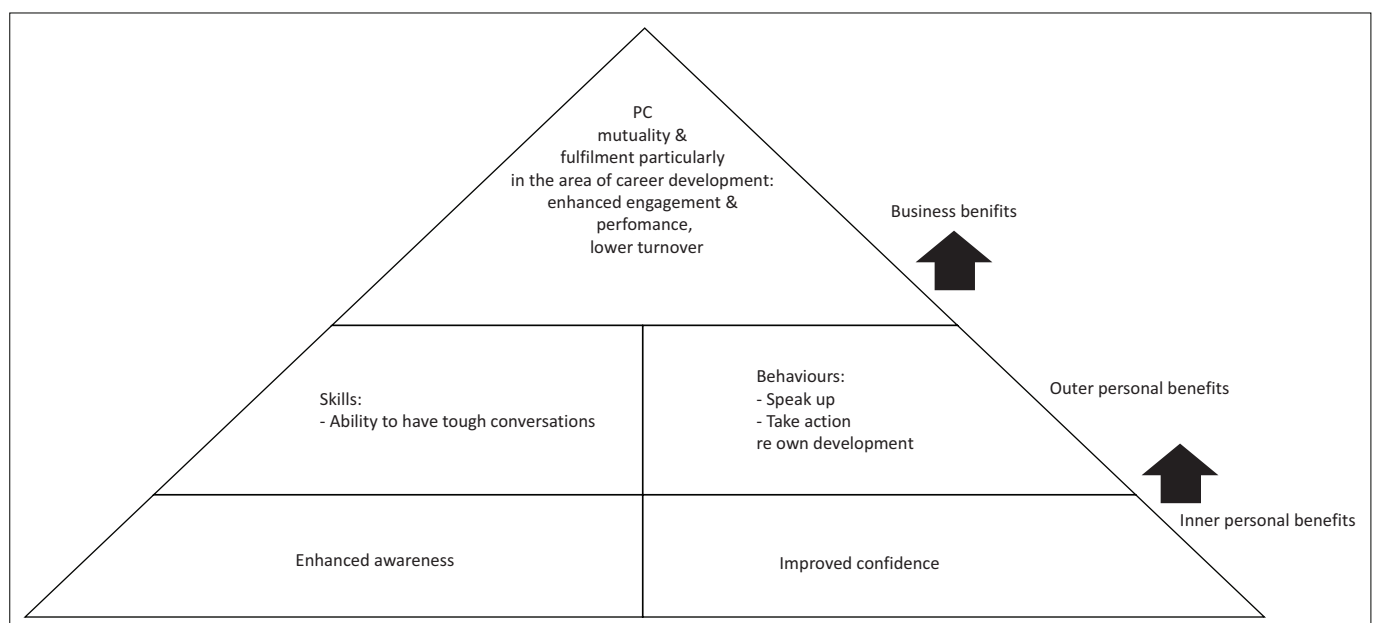 PC
mutuality &
fulfilment particularly
in the area of career development:
enhanced engagement &
perfomance,
lower turnover
Business benifits
Skills:
- Ability to have tough conversations
Behaviours:
- Speak up
- Take action
re own development
Outer personal benefits
Inner personal benefits
Enhanced awareness
Improved confidence